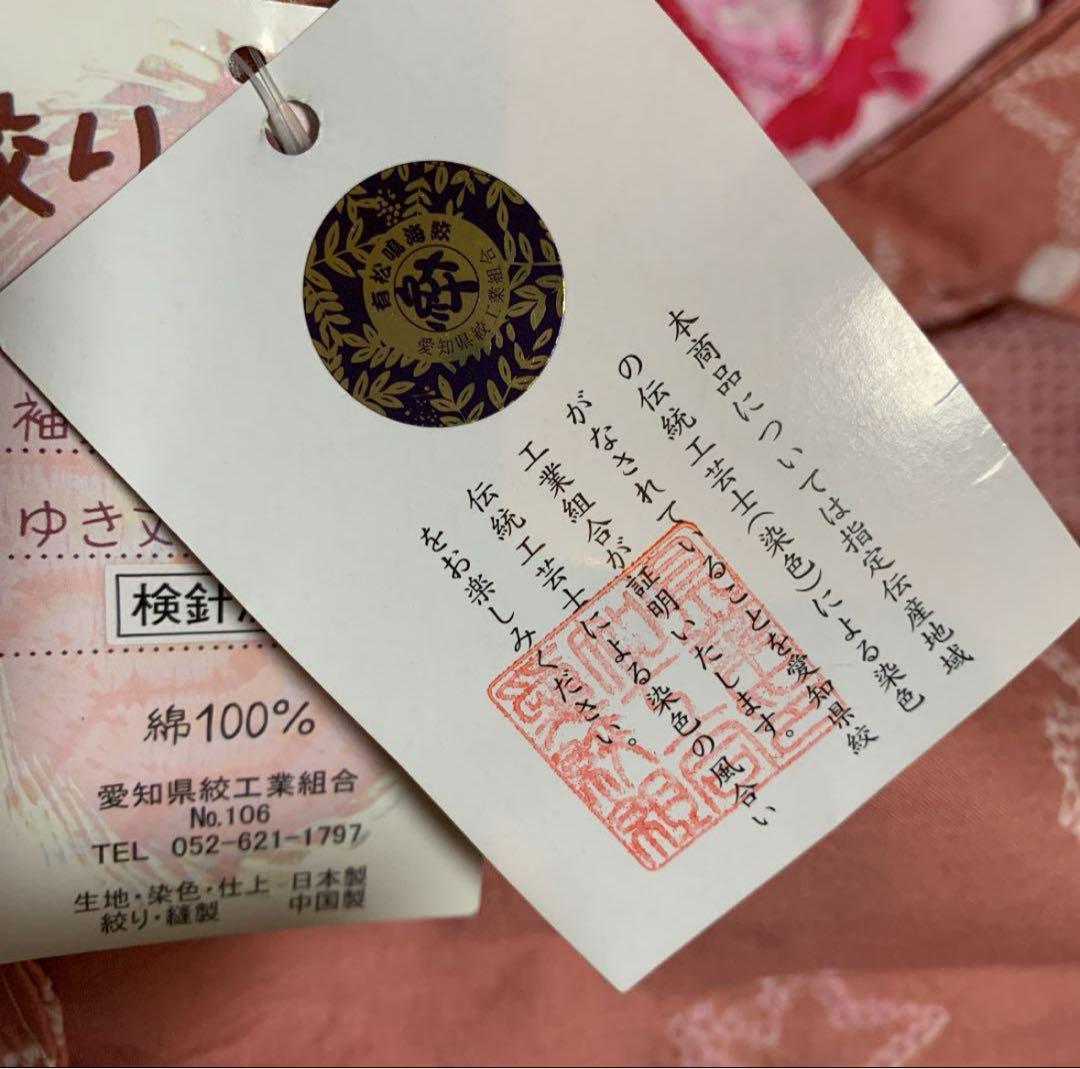 絞り
袖
ゆき丈
検針済
綿100%
愛知県絞工業組合
No.106
TEL 052-621-1797
生地・染色・仕上 日本製
絞り・縫製 中国製
有松鳴海絞
絞
愛知県絞工業組合
本商品については指定伝産地域
の伝統工芸士(染色)による染色
がなされていることを愛知県絞
工業組合が証明いたします。
伝統工芸士による染色の風合い
をお楽しみください。